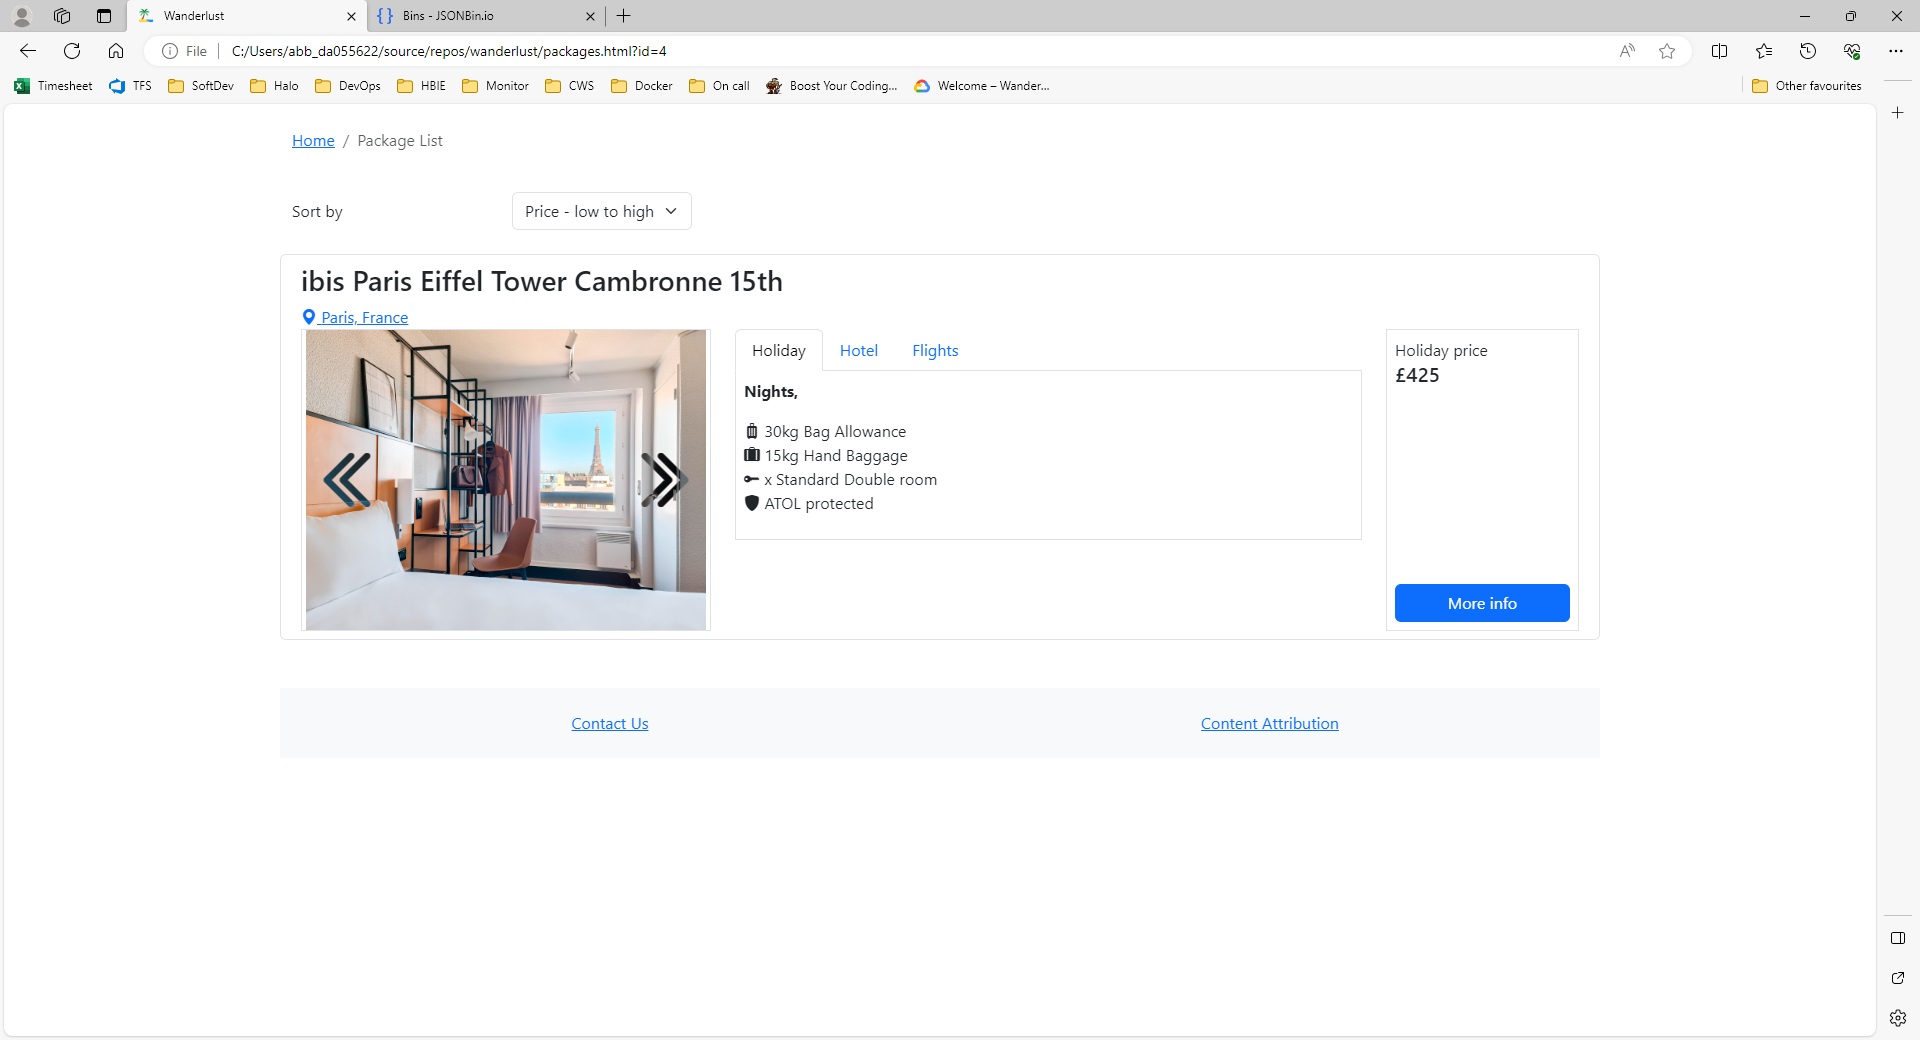 Wanderlust
Bins - JSONBin.io
File
C:/Users/abb_da055622/source/repos/wanderlust/packages.html?id=4
Timesheet
TFS
SoftDev
Halo
DevOps
HBIE
Monitor
CWS
Docker
On call
Boost Your Coding...
Welcome – Wander...
Other favourites
Home / Package List
Sort by
Price - low to high
ibis Paris Eiffel Tower Cambronne 15th
Paris, France
Holiday
Hotel
Flights
Nights,
30kg Bag Allowance
15kg Hand Baggage
x Standard Double room
ATOL protected
Holiday price
£425
More info
Contact Us
Content Attribution